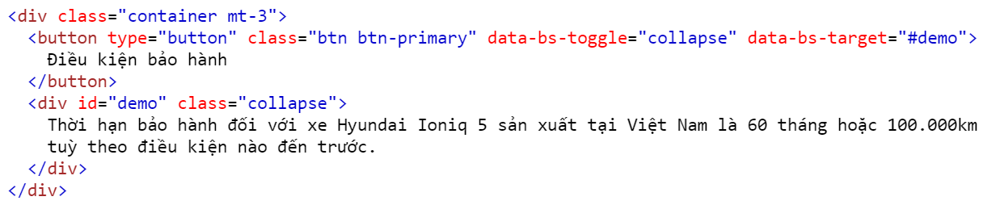 <div class="container mt-3">
  <button type="button" class="btn btn-primary" data-bs-toggle="collapse" data-bs-target="#demo">
    Điều kiện bảo hành
  </button>
  <div id="demo" class="collapse">
    Thời hạn bảo hành đối với xe Hyundai Ioniq 5 sản xuất tại Việt Nam là 60 tháng hoặc 100.000km
    tuỳ theo điều kiện nào đến trước.
  </div>
</div>